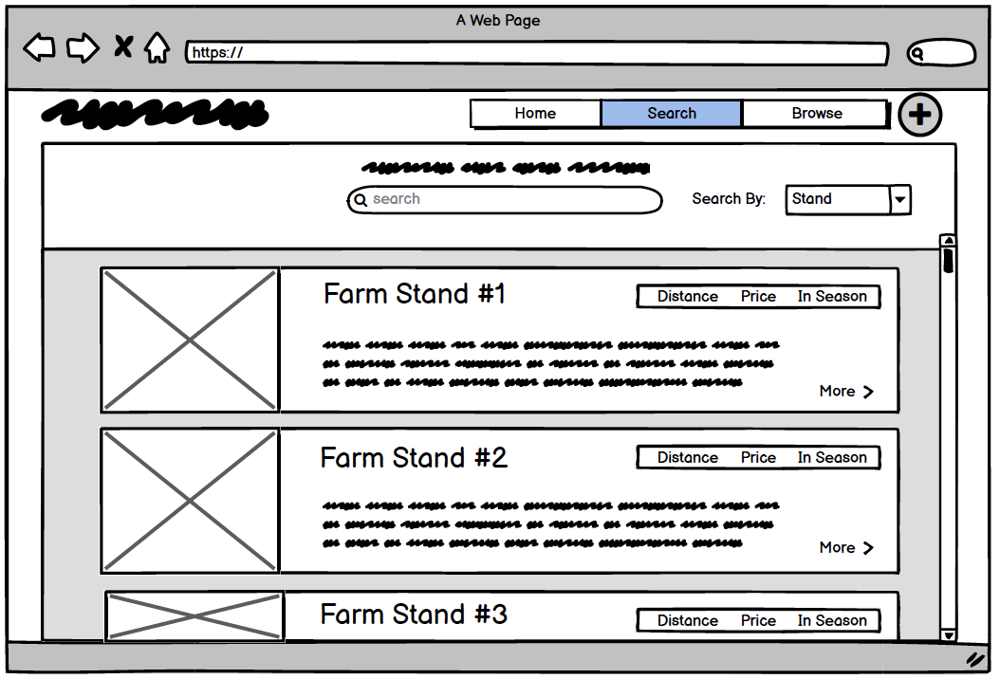 A Web Page
https://
Home Search Browse
search Search By: Stand
Farm Stand #1 Distance Price In Season
More
Farm Stand #2 Distance Price In Season
More
Farm Stand #3 Distance Price In Season